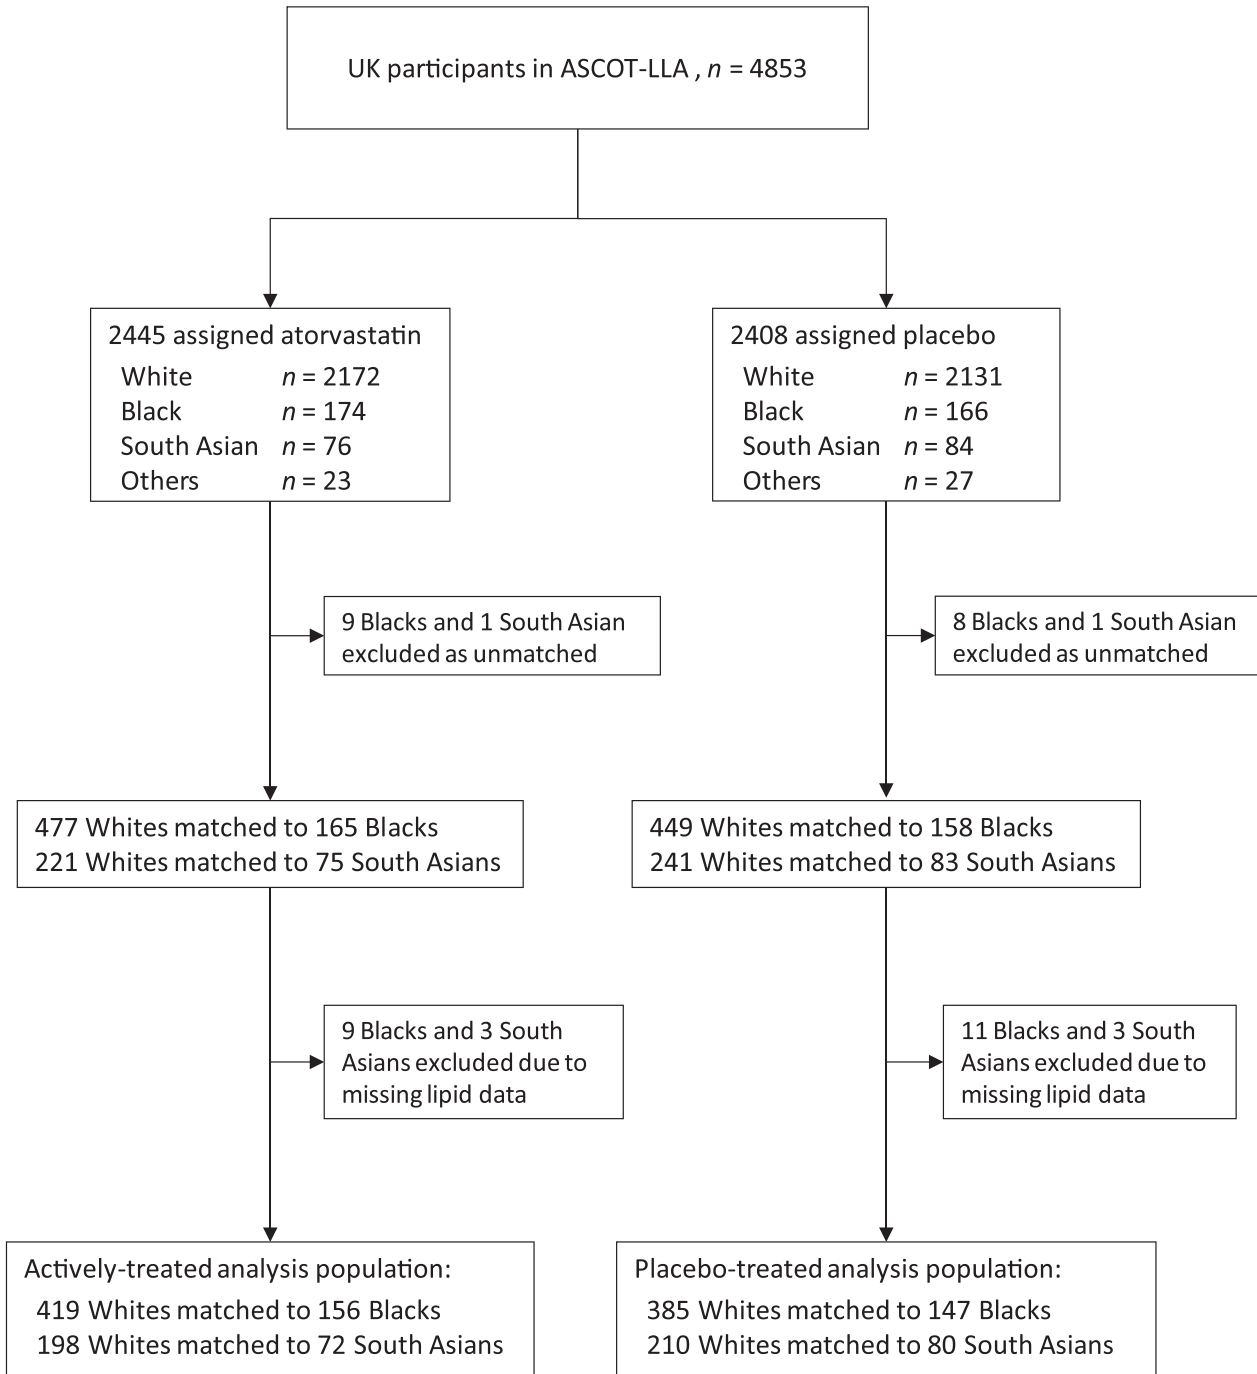 UK participants in ASCOT-LLA , n = 4853
2445 assigned atorvastatin
White n = 2172
Black n = 174
South Asian n = 76
Others n = 23
2408 assigned placebo
White n = 2131
Black n = 166
South Asian n = 84
Others n = 27
9 Blacks and 1 South Asian
excluded as unmatched
8 Blacks and 1 South Asian
excluded as unmatched
477 Whites matched to 165 Blacks
221 Whites matched to 75 South Asians
449 Whites matched to 158 Blacks
241 Whites matched to 83 South Asians
9 Blacks and 3 South
Asians excluded due to
missing lipid data
11 Blacks and 3 South
Asians excluded due to
missing lipid data
Actively-treated analysis population:
419 Whites matched to 156 Blacks
198 Whites matched to 72 South Asians
Placebo-treated analysis population:
385 Whites matched to 147 Blacks
210 Whites matched to 80 South Asians